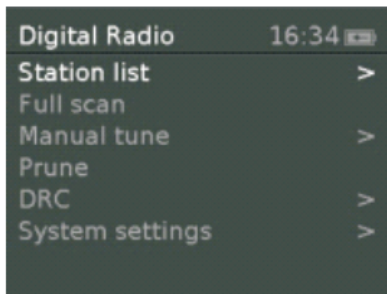 Digital Radio 16:34
Station list >
Full scan
Manual tune >
Prune
DRC >
System settings >